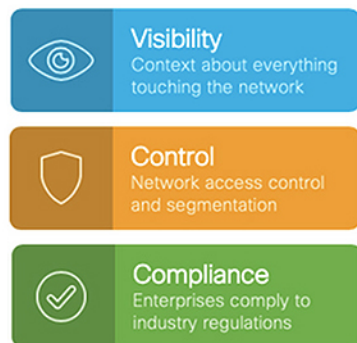 Visibility
Context about everything
touching the network
Control
Network access control
and segmentation
Compliance
Enterprises comply to
industry regulations